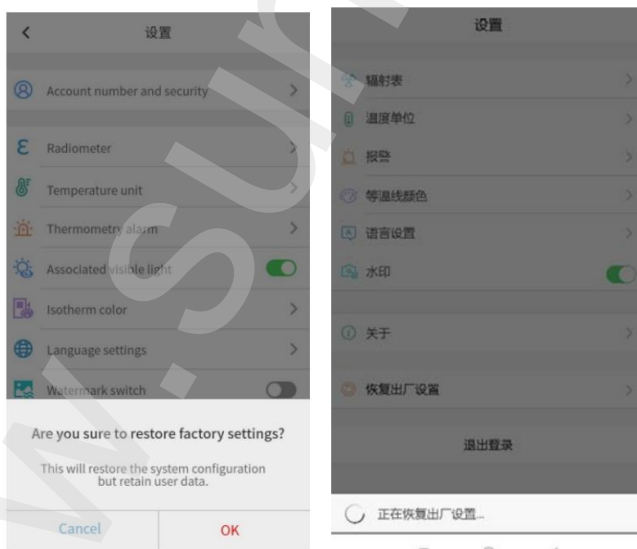 设置
Account number and security
Radiometer
Temperature unit
Thermometry alarm
Associated visible light
Isotherm color
Language settings
Watermark switch
Are you sure to restore factory settings?
This will restore the system configuration
but retain user data.
Cancel
OK
设置
辐射表
温度单位
报警
等温线颜色
语言设置
水印
关于
恢复出厂设置
退出登录
正在恢复出厂设置...
www.sun